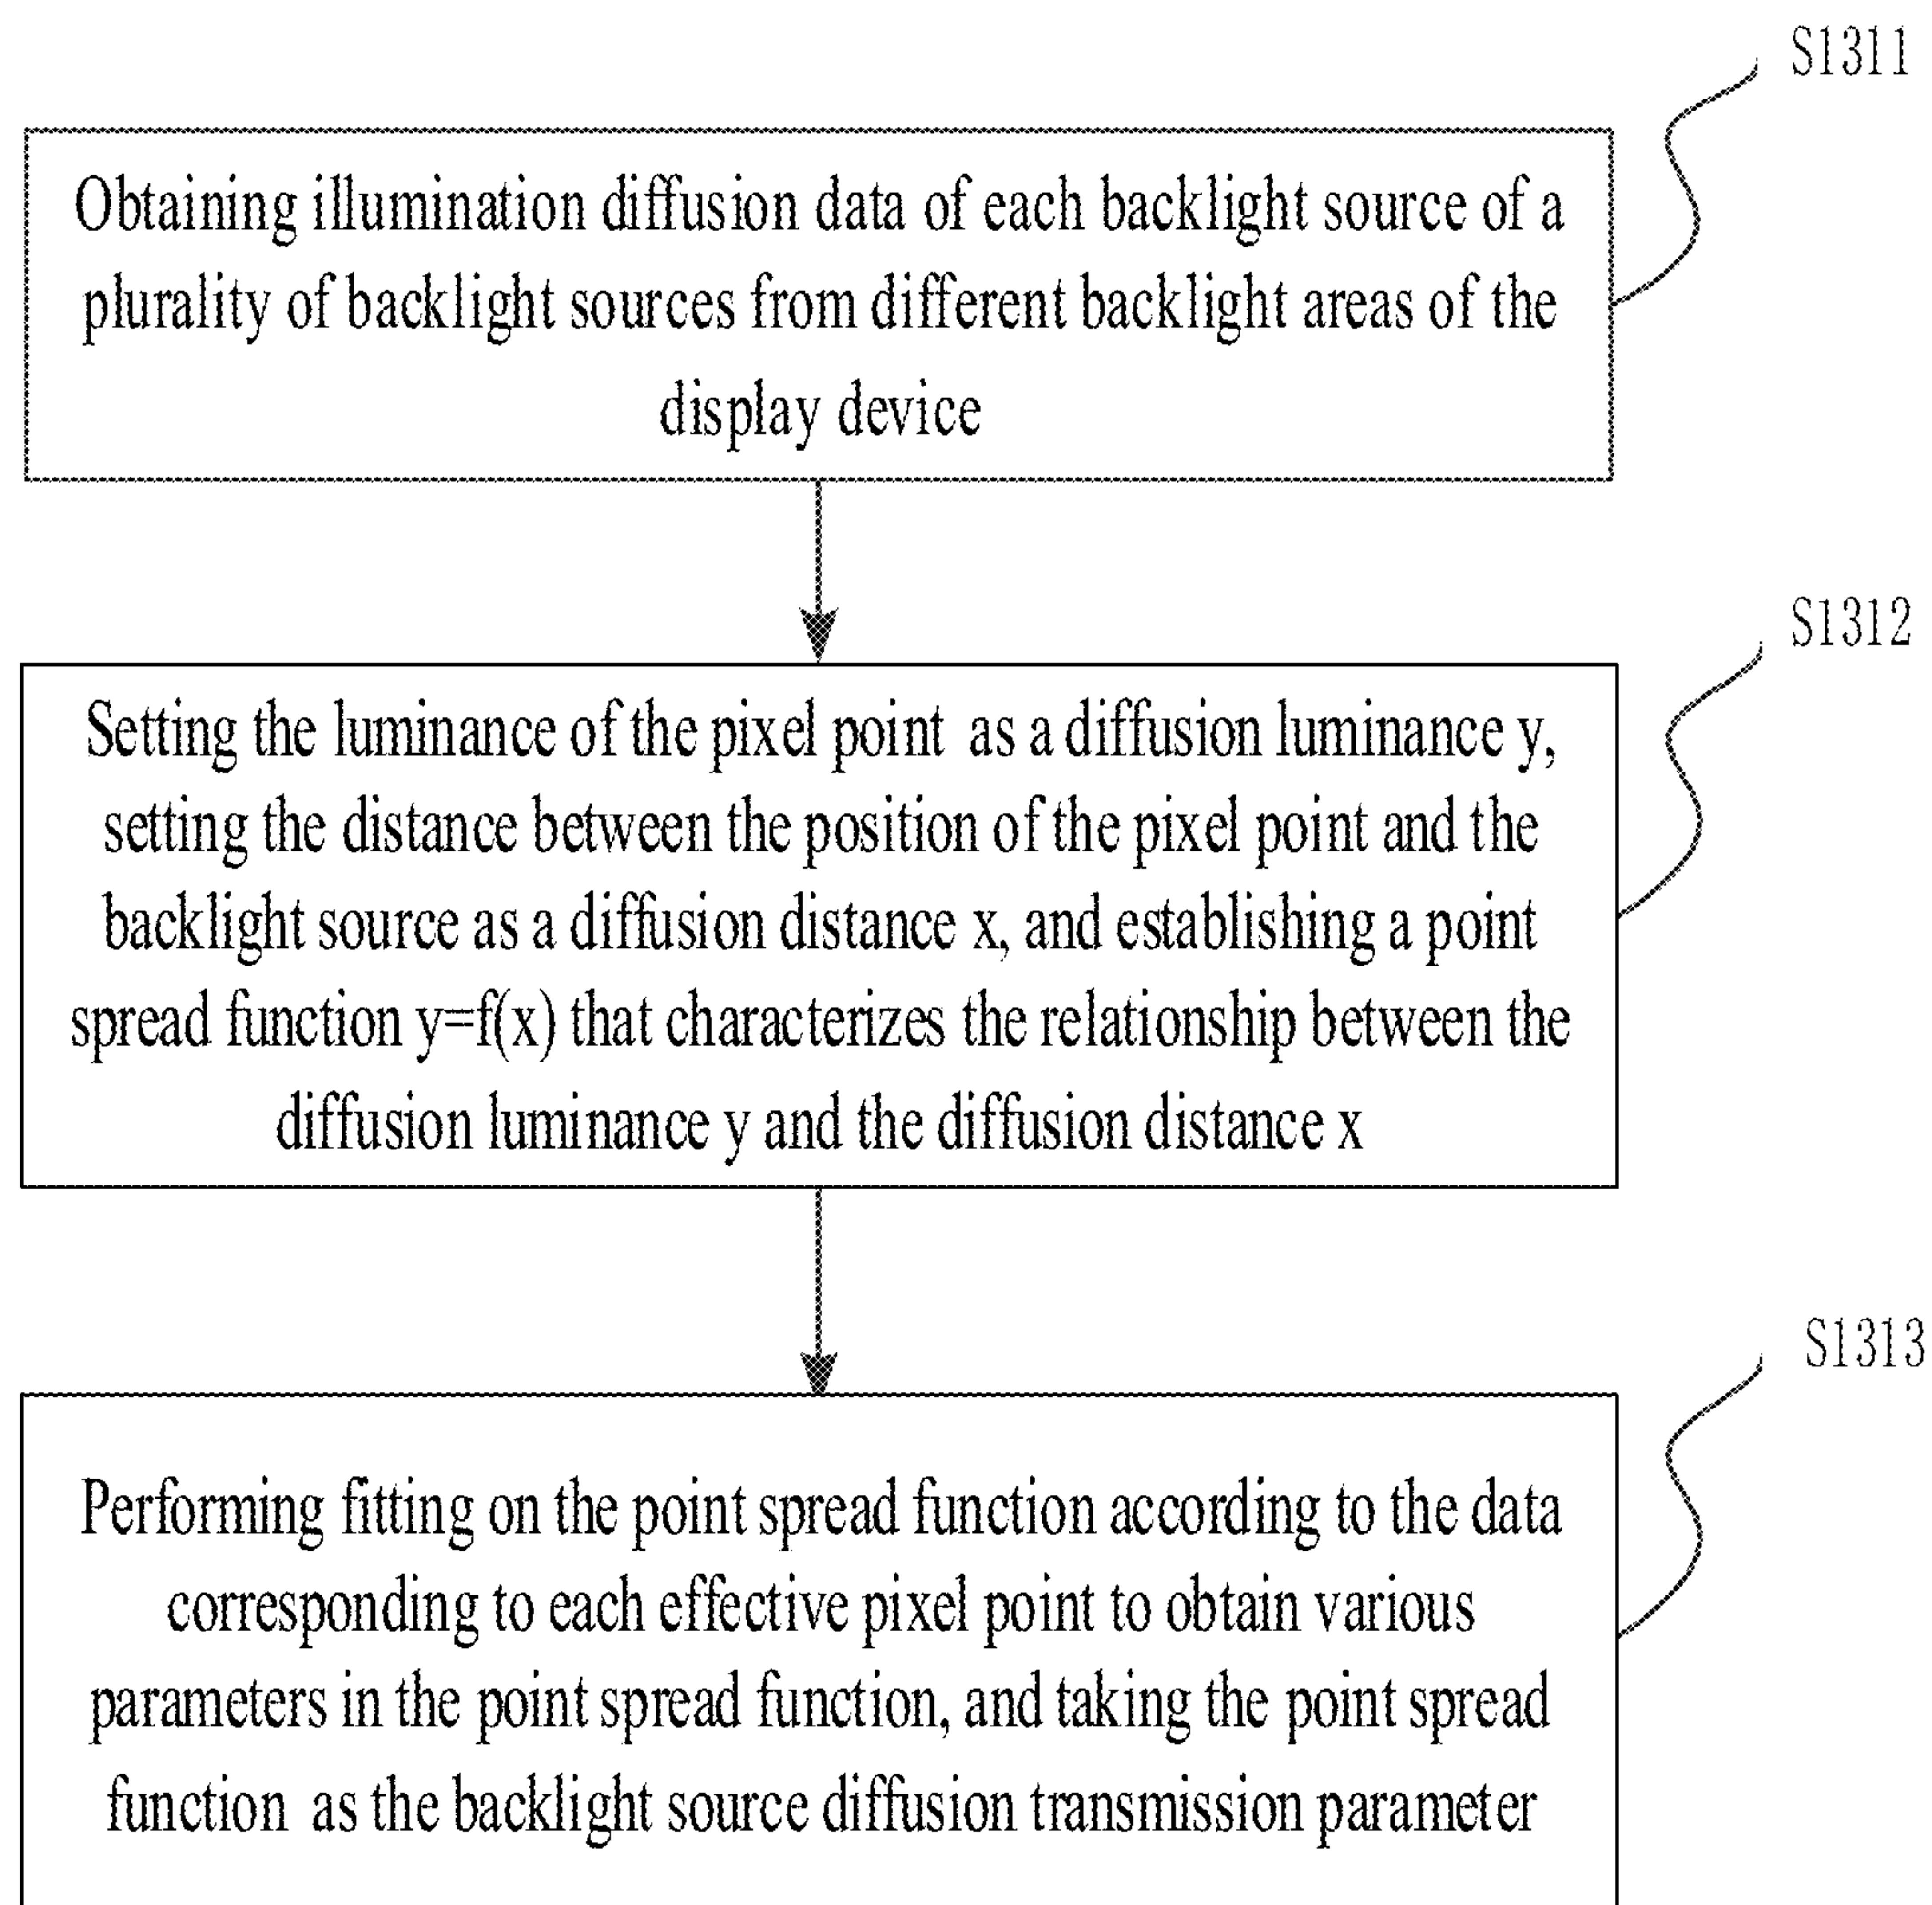 S1311
Obtaining illumination diffusion data of each backlight source of a
plurality of backlight sources from different backlight areas of the
display device
S1312
Setting the luminance of the pixel point as a diffusion luminance y,
setting the distance between the position of the pixel point and the
backlight source as a diffusion distance x, and establishing a point
spread function y=f(x) that characterizes the relationship between the
diffusion luminance y and the diffusion distance x
S1313
Performing fitting on the point spread function according to the data
corresponding to each effective pixel point to obtain various
parameters in the point spread function, and taking the point spread
function as the backlight source diffusion transmission parameter